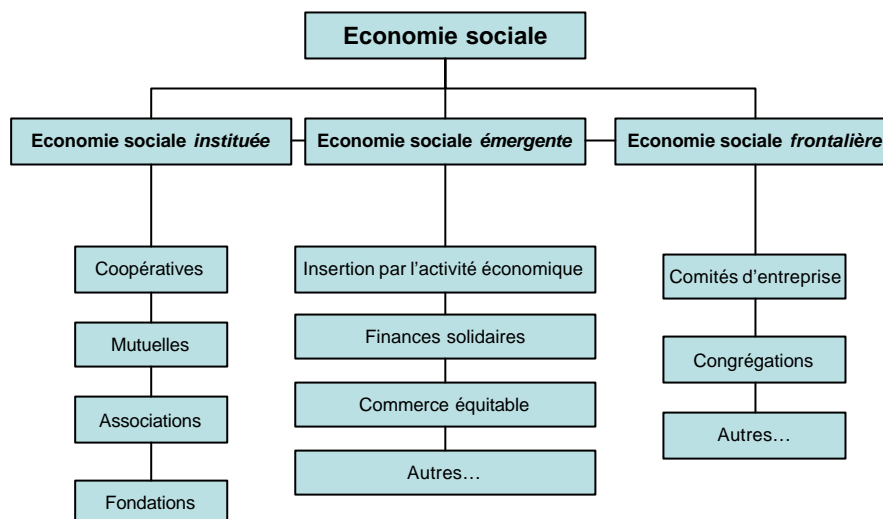 Economie sociale
Economie sociale instituée
Economie sociale émergente
Economie sociale frontalière
Coopératives
Mutuelles
Associations
Fondations
Insertion par l’activité économique
Finances solidaires
Commerce équitable
Autres…
Comités d’entreprise
Congrégations
Autres…